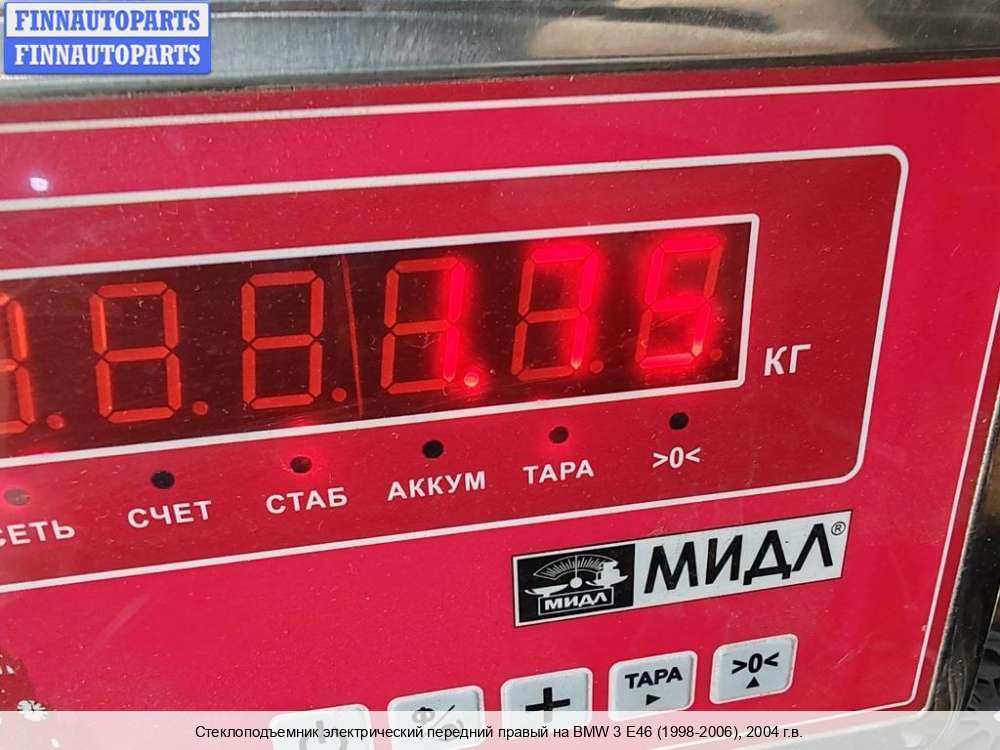 FINNAUTOPARTS
FINNAUTOPARTS
1.75 КГ
СЕТЬ СЧЕТ СТАБ АККУМ ТАРА >0<
МИДЛ МИДЛ®
+ ТАРА >0<
Стеклоподъемник электрический передний правый на BMW 3 E46 (1998-2006), 2004 г.в.